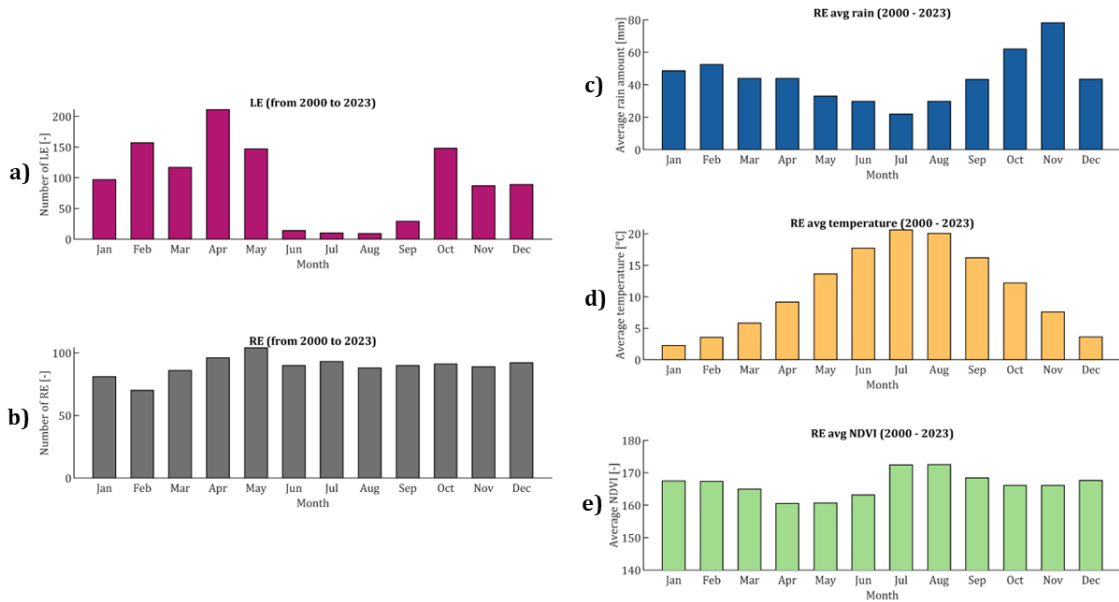 a)
LE (from 2000 to 2023)
Number of LE [-]
200
150
100
50
0
Jan Feb Mar Apr May Jun Jul Aug Sep Oct Nov Dec
Month
b)
RE (from 2000 to 2023)
Number of RE [-]
100
50
0
Jan Feb Mar Apr May Jun Jul Aug Sep Oct Nov Dec
Month
c)
RE avg rain (2000 - 2023)
Average rain amount [mm]
80
60
40
20
0
Jan Feb Mar Apr May Jun Jul Aug Sep Oct Nov Dec
Month
d)
RE avg temperature (2000 - 2023)
Average temperature [°C]
20
15
10
5
0
Jan Feb Mar Apr May Jun Jul Aug Sep Oct Nov Dec
Month
e)
RE avg NDVI (2000 - 2023)
Average NDVI [-]
180
170
160
150
140
Jan Feb Mar Apr May Jun Jul Aug Sep Oct Nov Dec
Month